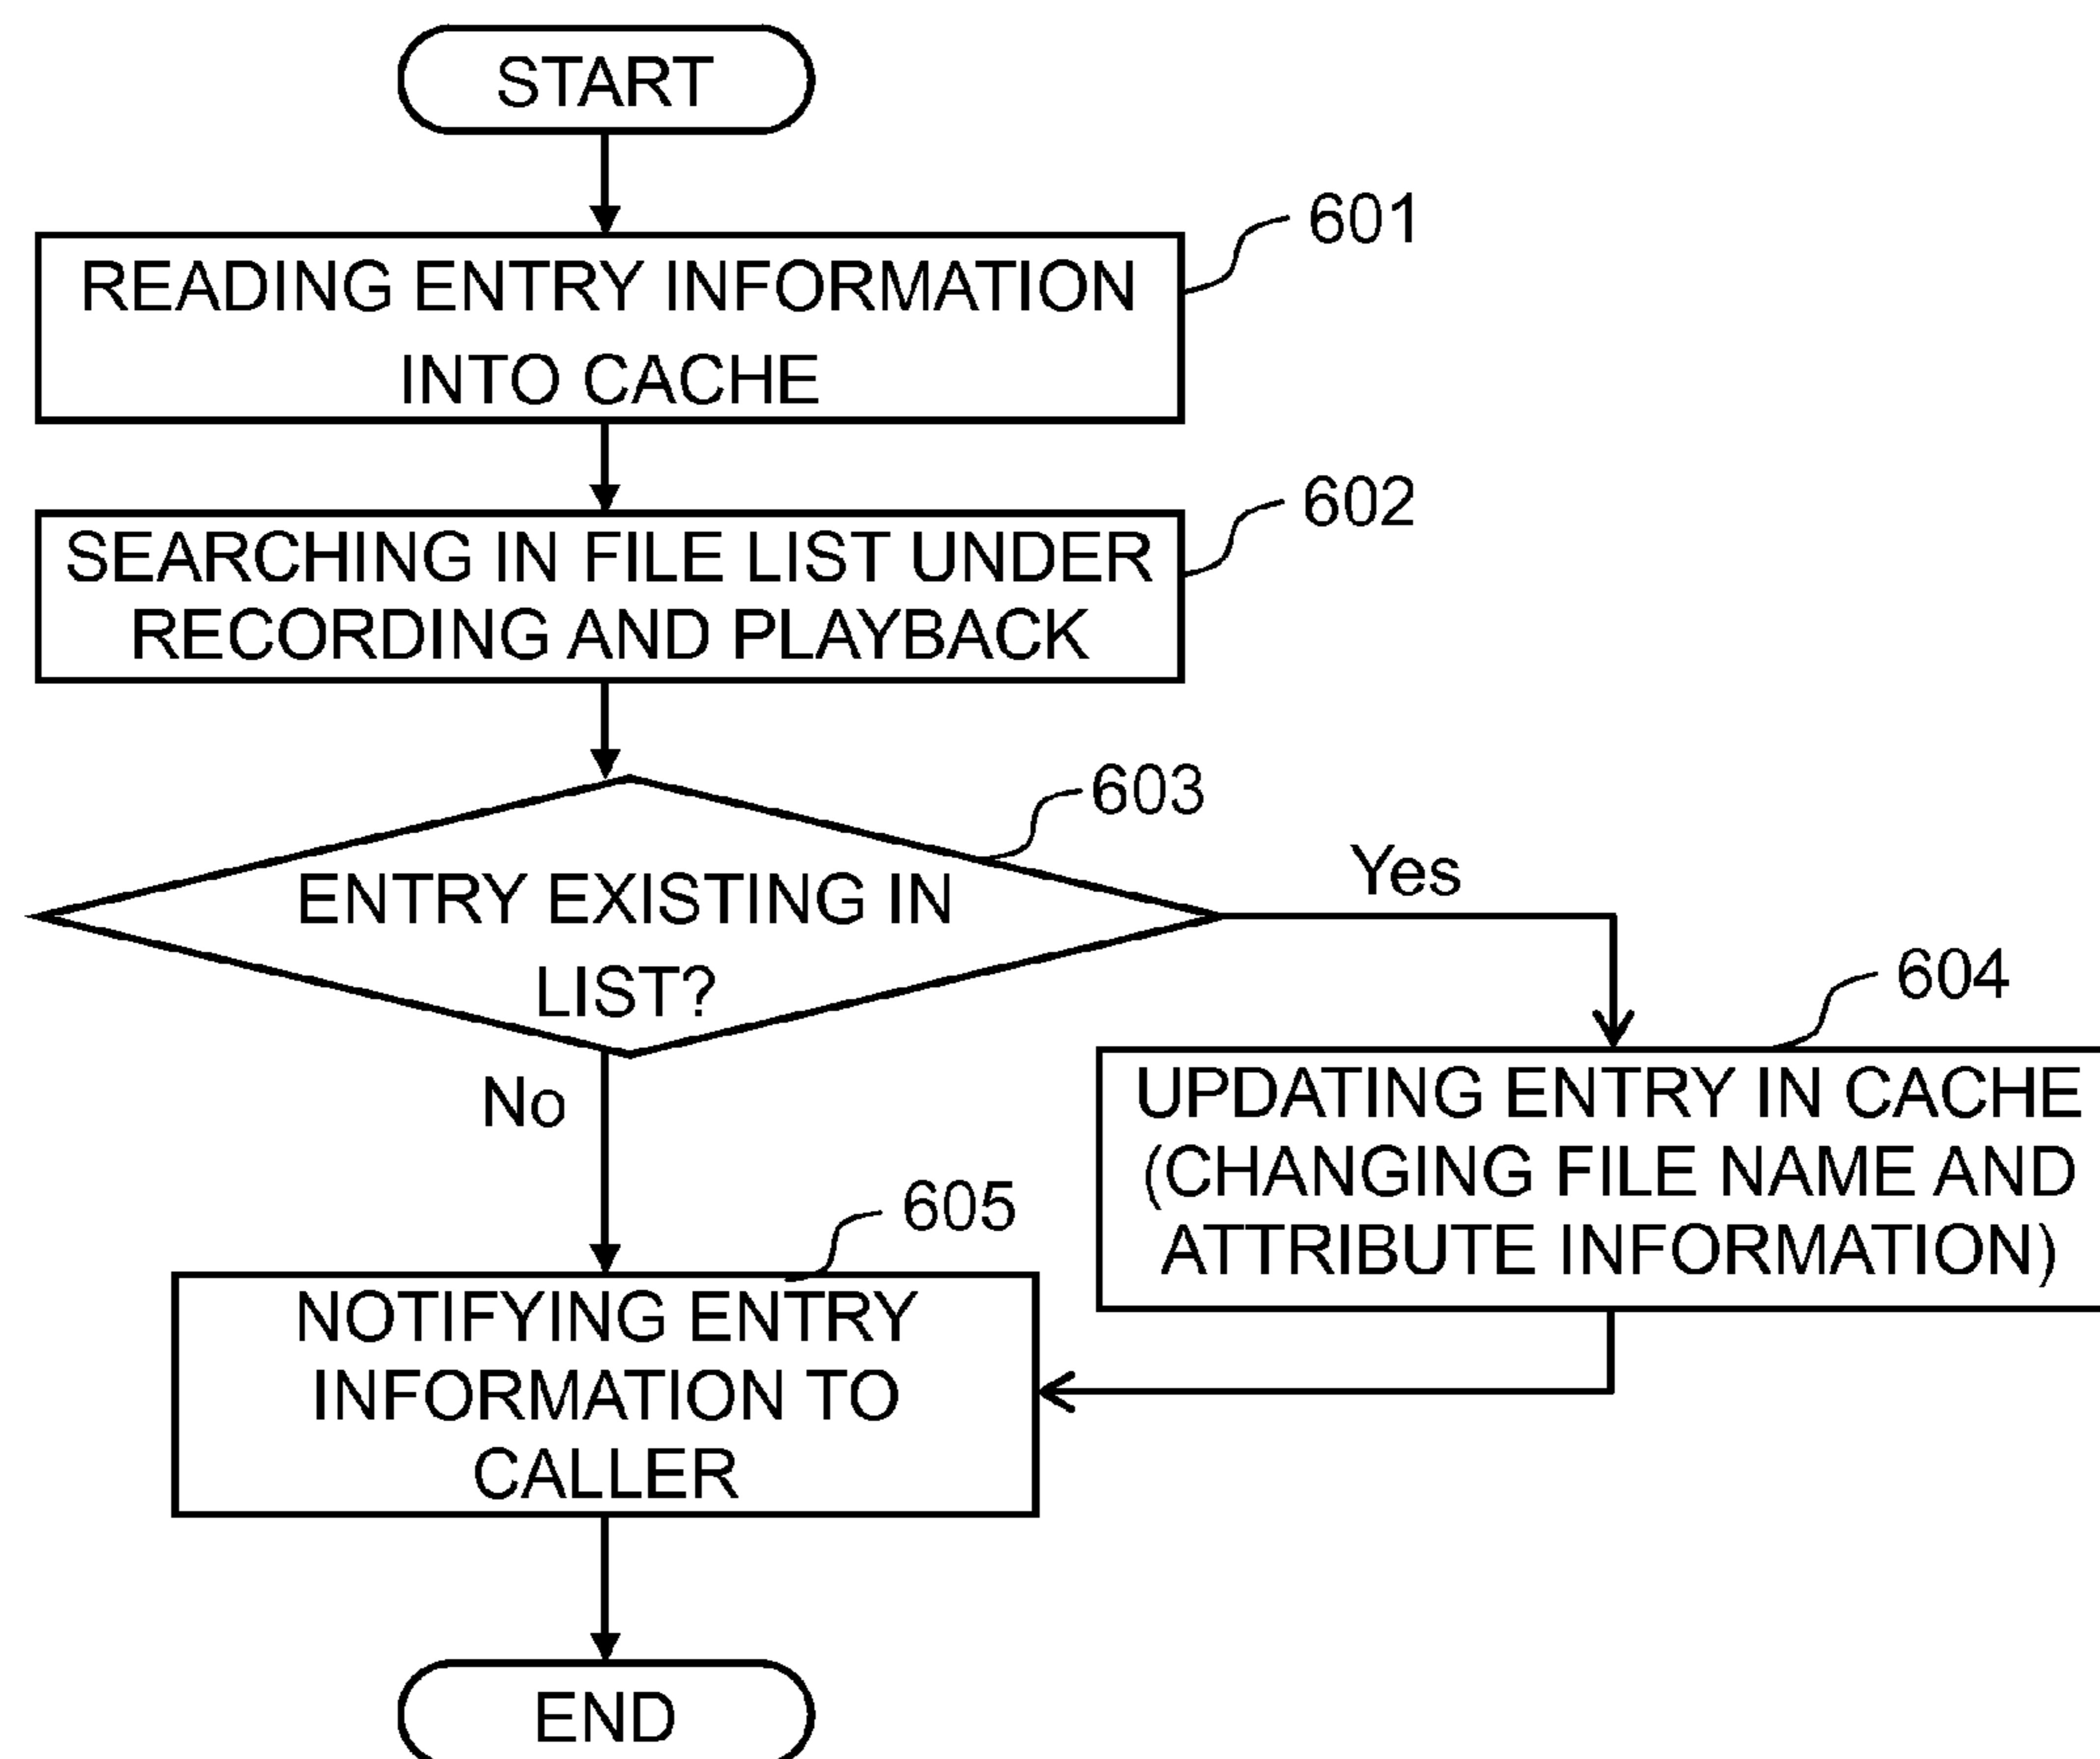 START
601
READING ENTRY INFORMATION
INTO CACHE
602
SEARCHING IN FILE LIST UNDER
RECORDING AND PLAYBACK
603
ENTRY EXISTING IN
LIST?
Yes
No
604
UPDATING ENTRY IN CACHE
(CHANGING FILE NAME AND
ATTRIBUTE INFORMATION)
605
NOTIFYING ENTRY
INFORMATION TO
CALLER
END